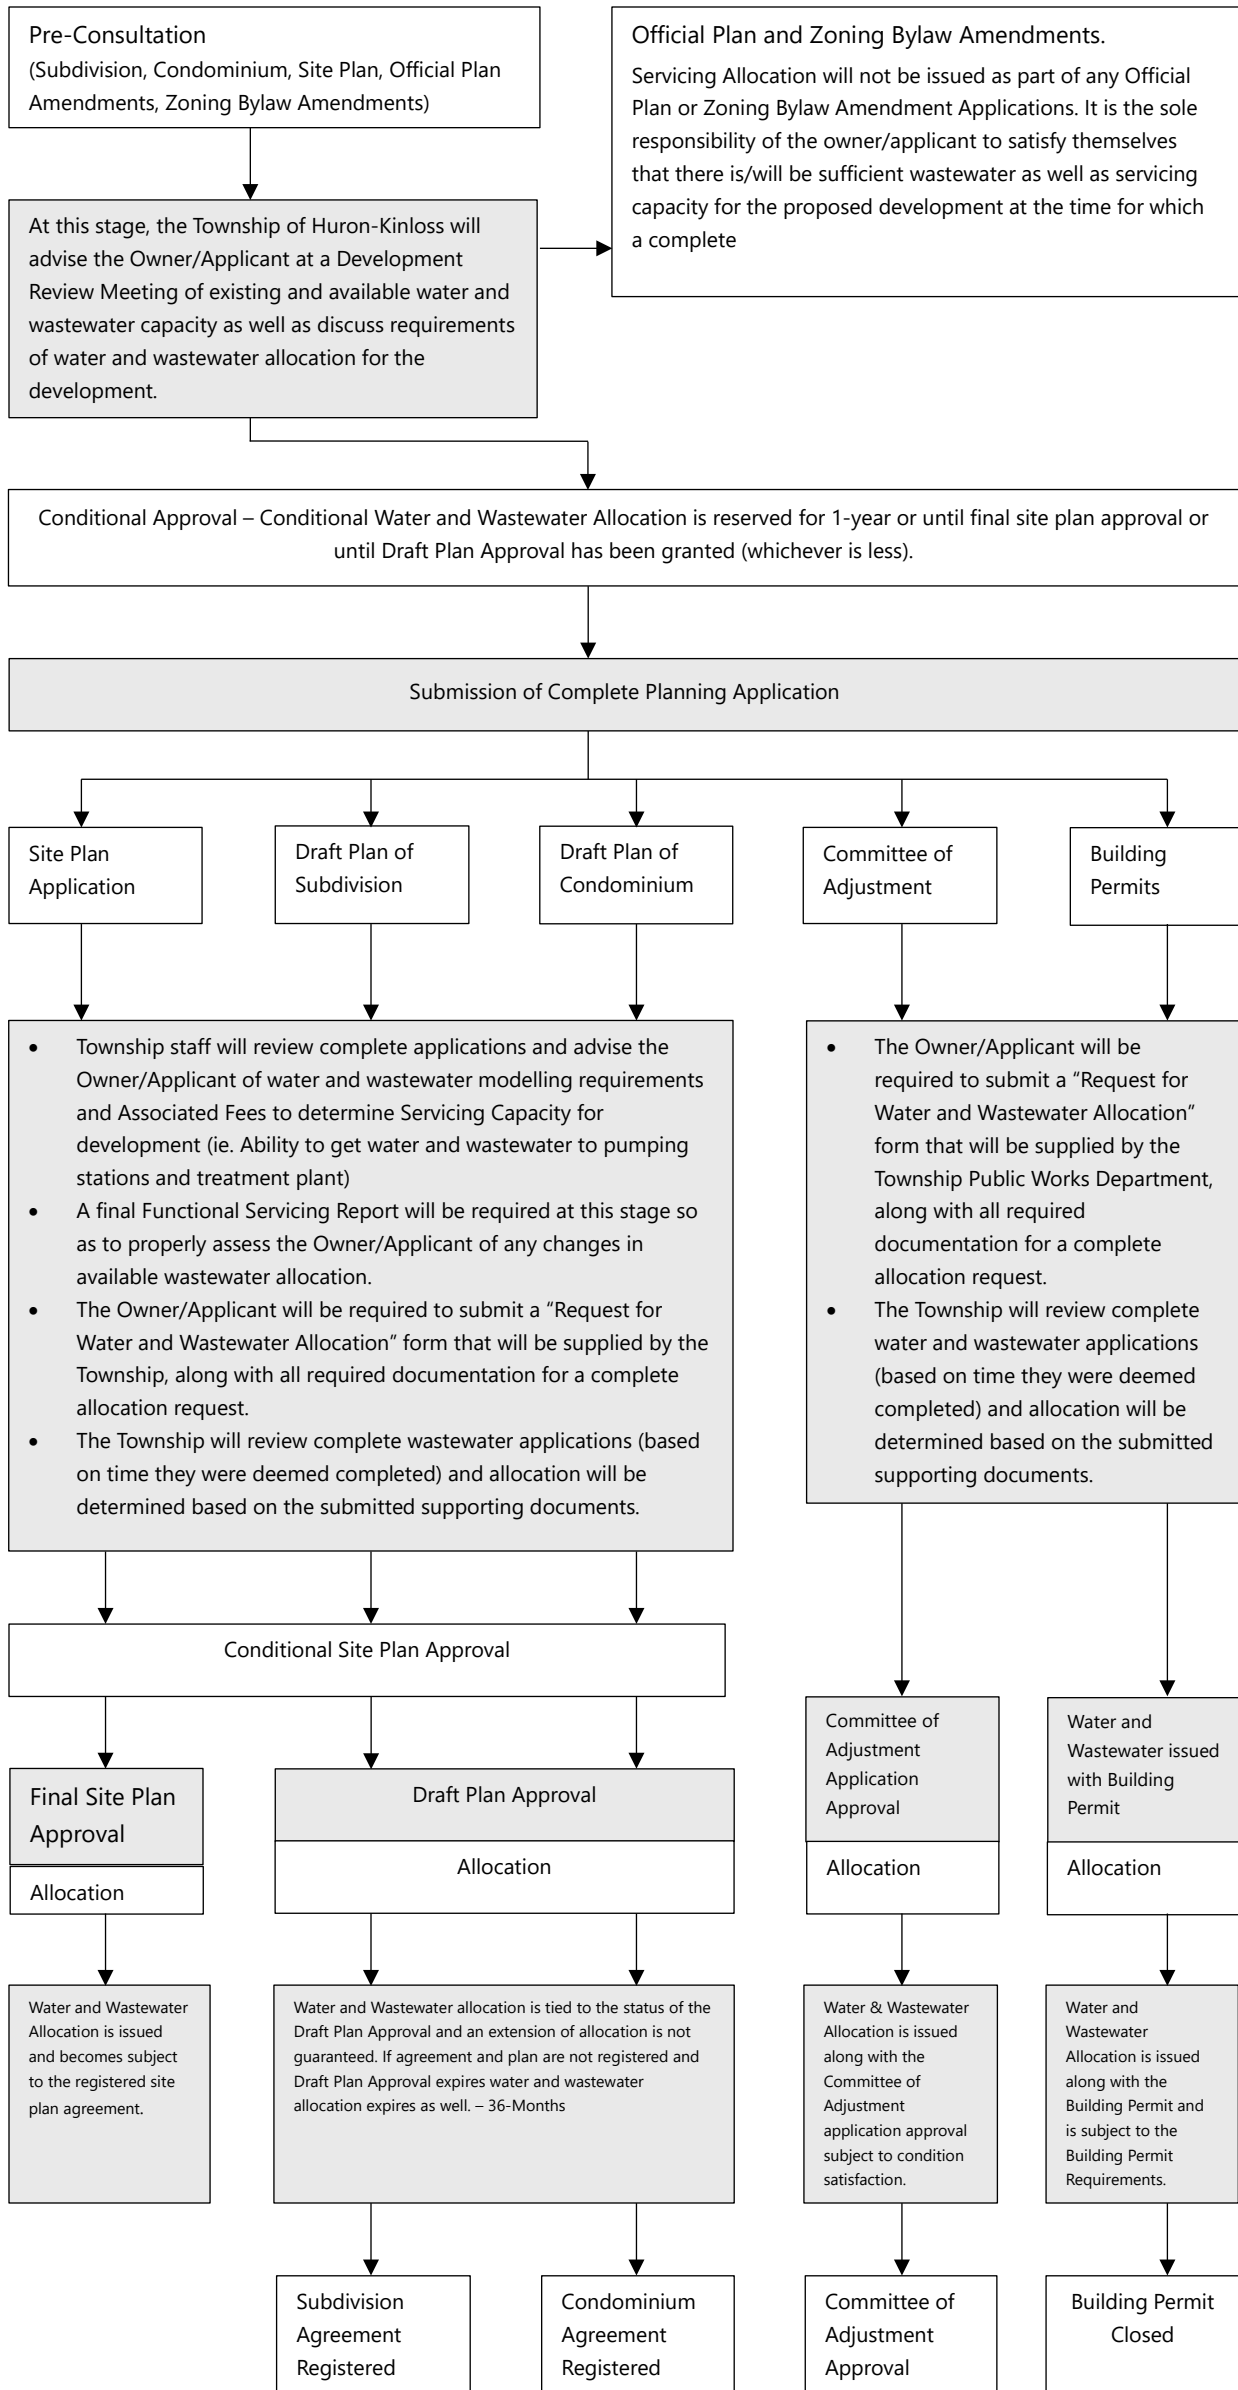 Pre-Consultation
(Subdivision, Condominium, Site Plan, Official Plan
Amendments, Zoning Bylaw Amendments)
Official Plan and Zoning Bylaw Amendments.
Servicing Allocation will not be issued as part of any Official
Plan or Zoning Bylaw Amendment Applications. It is the sole
responsibility of the owner/applicant to satisfy themselves
that there is/will be sufficient wastewater as well as servicing
capacity for the proposed development at the time for which
a complete
At this stage, the Township of Huron-Kinloss will
advise the Owner/Applicant at a Development
Review Meeting of existing and available water and
wastewater capacity as well as discuss requirements
of water and wastewater allocation for the
development.
Conditional Approval – Conditional Water and Wastewater Allocation is reserved for 1-year or until final site plan approval or
until Draft Plan Approval has been granted (whichever is less).
Submission of Complete Planning Application
Site Plan
Application
Draft Plan of
Subdivision
Draft Plan of
Condominium
Committee of
Adjustment
Building
Permits
• Township staff will review complete applications and advise the
Owner/Applicant of water and wastewater modelling requirements
and Associated Fees to determine Servicing Capacity for
development (ie. Ability to get water and wastewater to pumping
stations and treatment plant)
• A final Functional Servicing Report will be required at this stage so
as to properly assess the Owner/Applicant of any changes in
available wastewater allocation.
• The Owner/Applicant will be required to submit a “Request for
Water and Wastewater Allocation” form that will be supplied by the
Township, along with all required documentation for a complete
allocation request.
• The Township will review complete wastewater applications (based
on time they were deemed completed) and allocation will be
determined based on the submitted supporting documents.
• The Owner/Applicant will be
required to submit a “Request for
Water and Wastewater Allocation”
form that will be supplied by the
Township Public Works Department,
along with all required
documentation for a complete
allocation request.
• The Township will review complete
water and wastewater applications
(based on time they were deemed
completed) and allocation will be
determined based on the submitted
supporting documents.
Conditional Site Plan Approval
Final Site Plan
Approval
Allocation
Draft Plan Approval
Allocation
Committee of
Adjustment
Application
Approval
Allocation
Water and
Wastewater issued
with Building
Permit
Allocation
Water and Wastewater
Allocation is issued
and becomes subject
to the registered site
plan agreement.
Water and Wastewater allocation is tied to the status of the
Draft Plan Approval and an extension of allocation is not
guaranteed. If agreement and plan are not registered and
Draft Plan Approval expires water and wastewater
allocation expires as well. – 36-Months
Water & Wastewater
Allocation is issued
along with the
Committee of
Adjustment
application approval
subject to condition
satisfaction.
Water and
Wastewater
Allocation is issued
along with the
Building Permit and
is subject to the
Building Permit
Requirements.
Subdivision
Agreement
Registered
Condominium
Agreement
Registered
Committee of
Adjustment
Approval
Building Permit
Closed